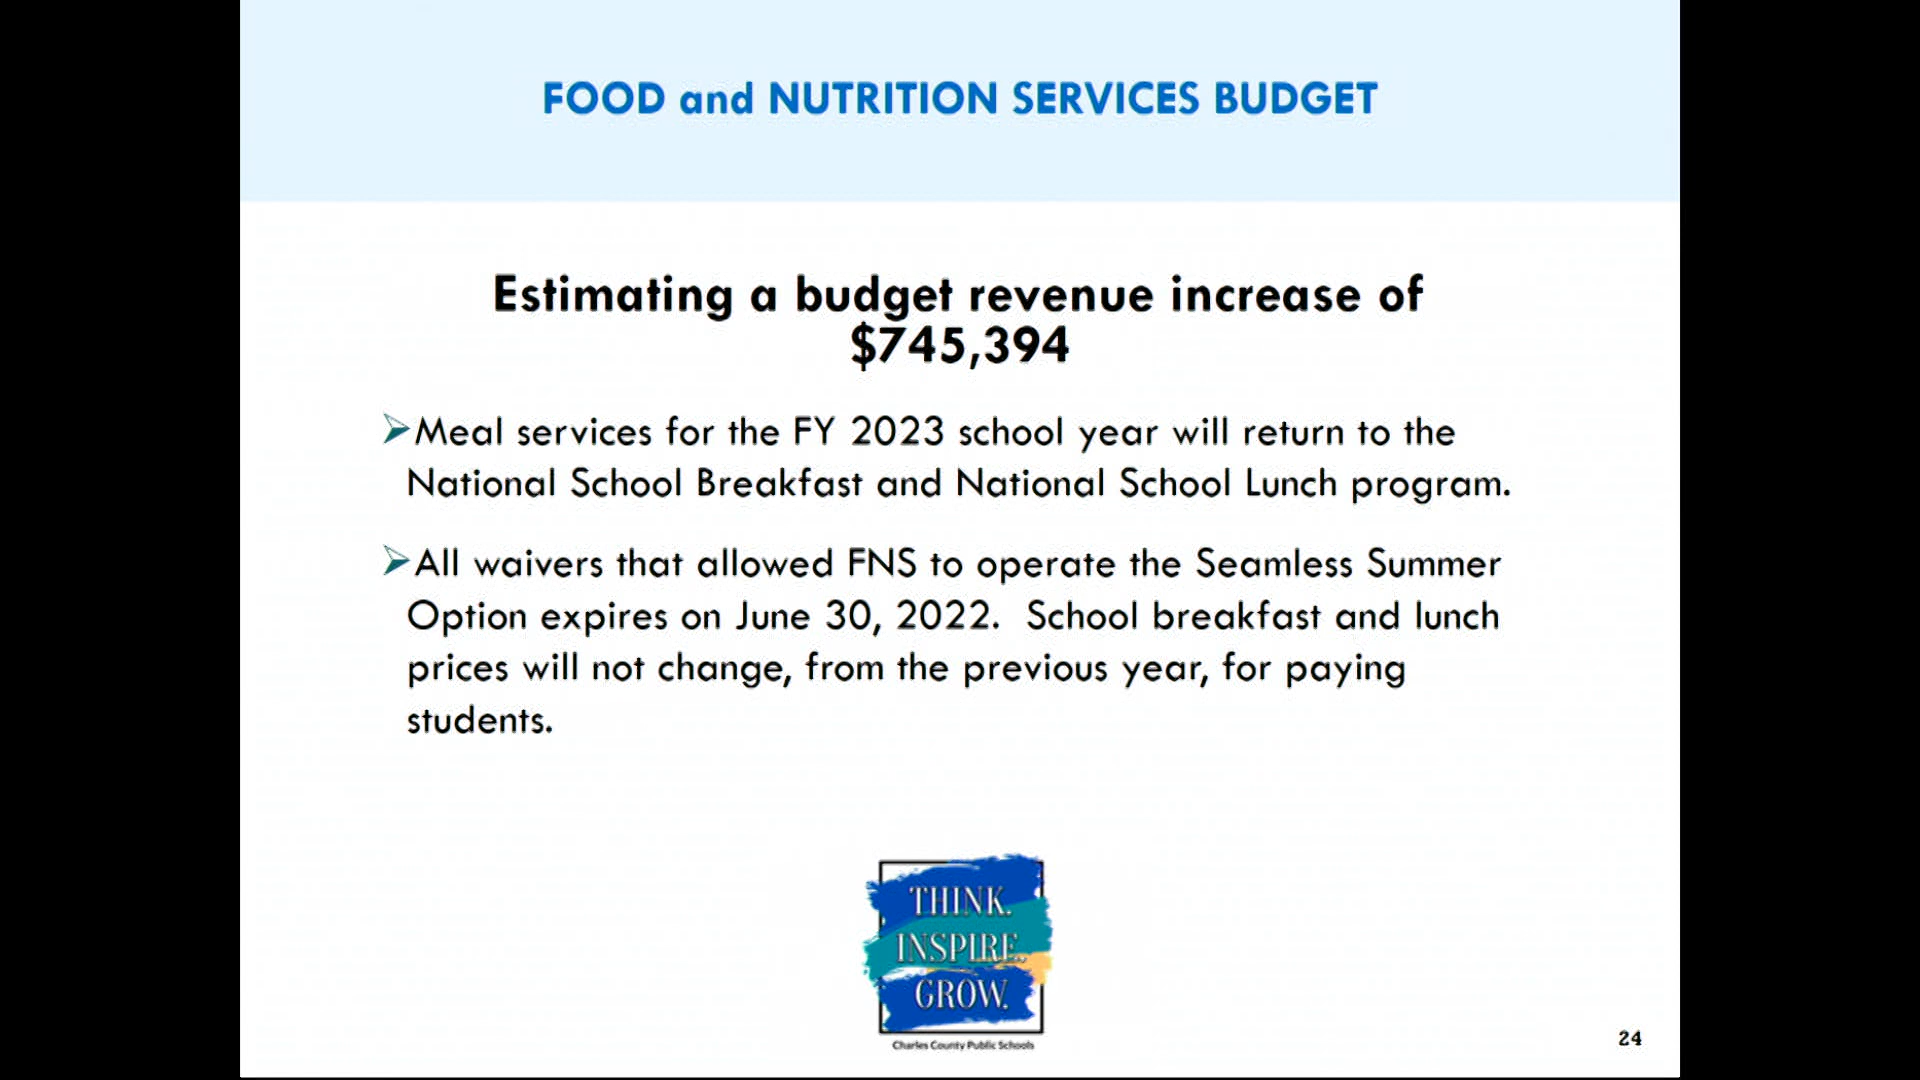 FOOD and NUTRITION SERVICES BUDGET
Estimating a budget revenue increase of
$745,394
Meal services for the FY 2023 school year will return to the
National School Breakfast and National School Lunch program.
All waivers that allowed FNS to operate the Seamless Summer
Option expires on June 30, 2022.  School breakfast and lunch
prices will not change, from the previous year, for paying
students.
THINK.
INSPIRE.
GROW.
Charles County Public Schools
24